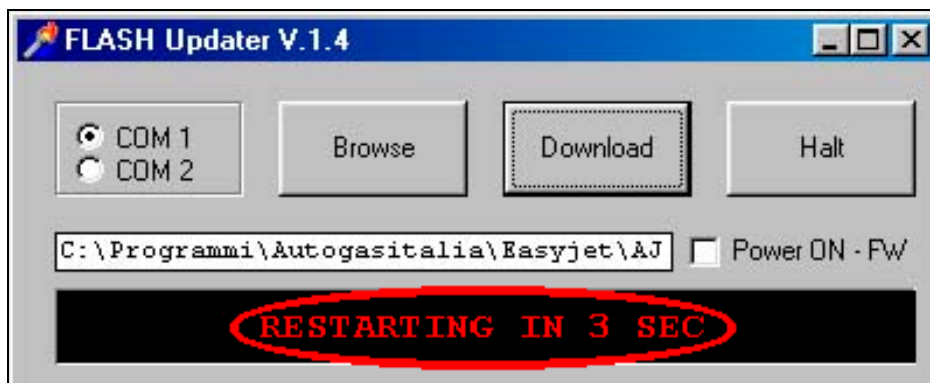 FLASH Updater V.1.4
COM 1
COM 2
Browse
Download
Halt
C:\Programmi\Autogasitalia\Easyjet\AJ
Power ON - FW
RESTARTING IN 3 SEC